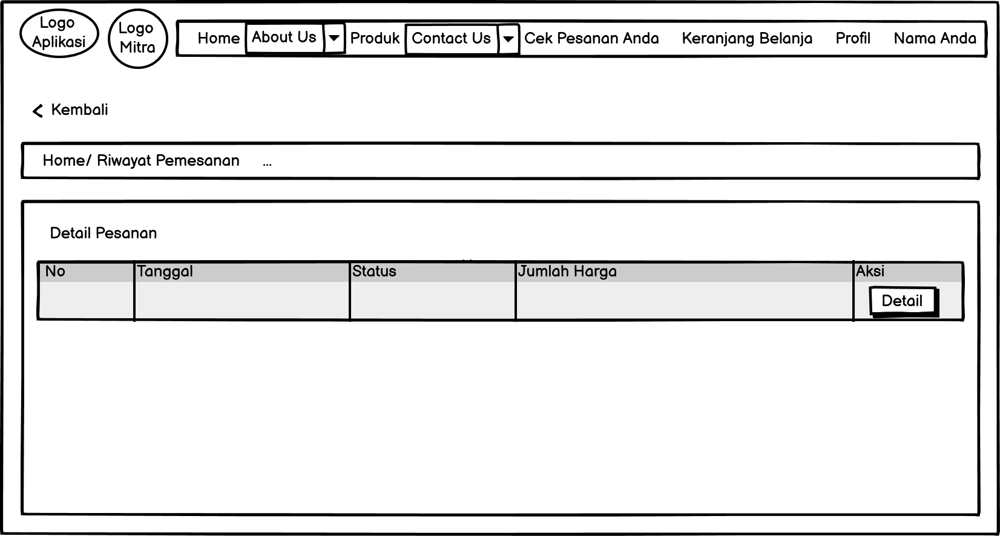 Logo
Aplikasi
Logo
Mitra
Home About Us Produk Contact Us Cek Pesanan Anda Keranjang Belanja Profil Nama Anda
Kembali
Home/ Riwayat Pemesanan ...
Detail Pesanan
No Tanggal Status Jumlah Harga Aksi
Detail